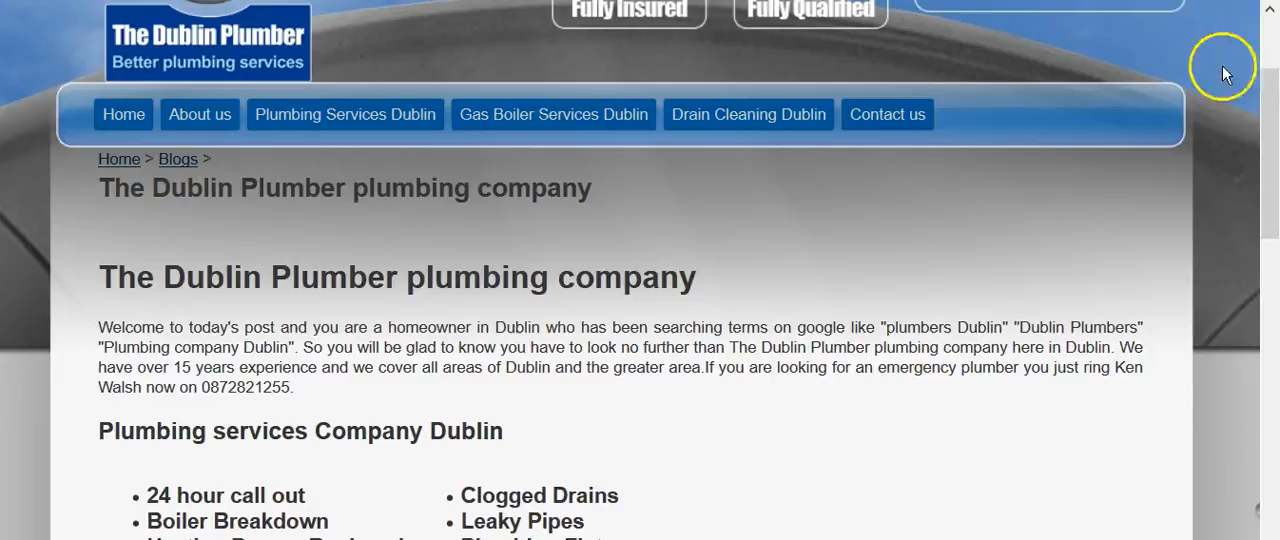 Fully Insured
Fully Qualified
The Dublin Plumber
Better plumbing services
Home
About us
Plumbing Services Dublin
Gas Boiler Services Dublin
Drain Cleaning Dublin
Contact us
Home > Blogs >
The Dublin Plumber plumbing company
The Dublin Plumber plumbing company
Welcome to today's post and you are a homeowner in Dublin who has been searching terms on google like "plumbers Dublin" "Dublin Plumbers"
"Plumbing company Dublin". So you will be glad to know you have to look no further than The Dublin Plumber plumbing company here in Dublin. We
have over 15 years experience and we cover all areas of Dublin and the greater area.If you are looking for an emergency plumber you just ring Ken
Walsh now on 0872821255.
Plumbing services Company Dublin
• 24 hour call out
• Boiler Breakdown
• Clogged Drains
• Leaky Pipes